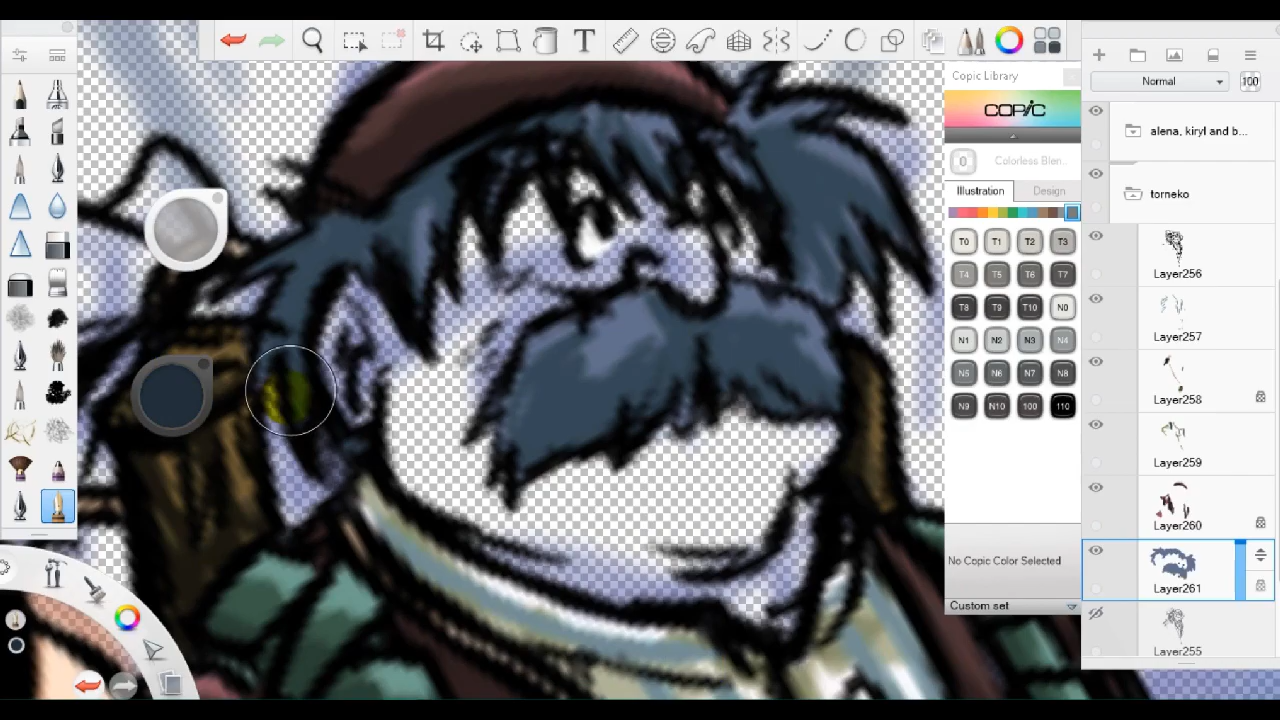 Copic Library
COPIC
0 Colorless Blen..
Illustration Design
T0 T1 T2 T3
T4 T5 T6 T7
T8 T9 T10 N0
N1 N2 N3 N4
N5 N6 N7 N8
N9 N10 100 110
No Copic Color Selected
Custom set
Normal 100
alena, kiryl and b...
torneko
Layer256
Layer257
Layer258
Layer259
Layer260
Layer261
Layer255